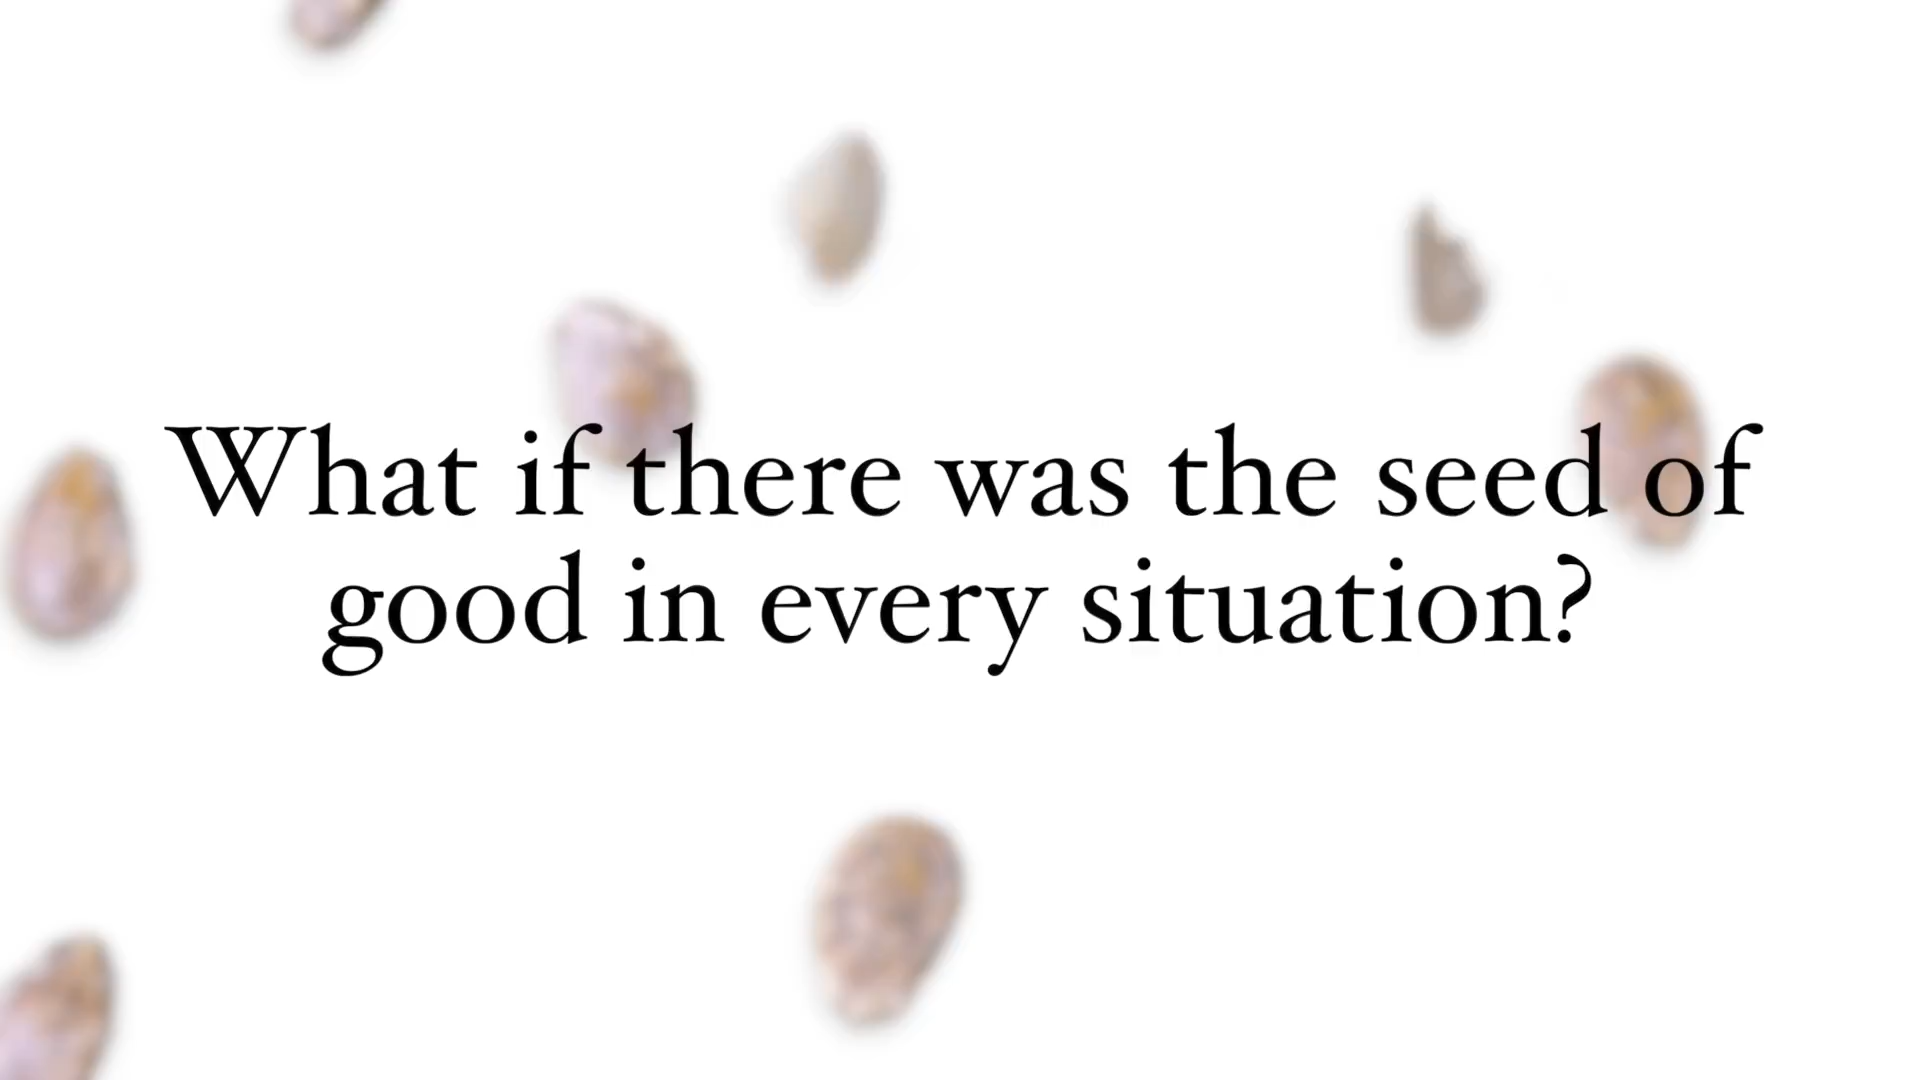 What if there was the seed of
good in every situation?